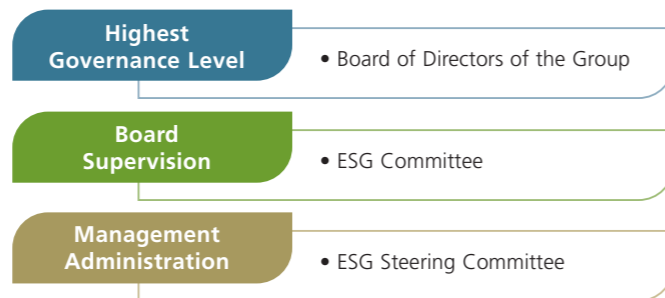 Highest
Governance Level
• Board of Directors of the Group
Board
Supervision
• ESG Committee
Management
Administration
• ESG Steering Committee